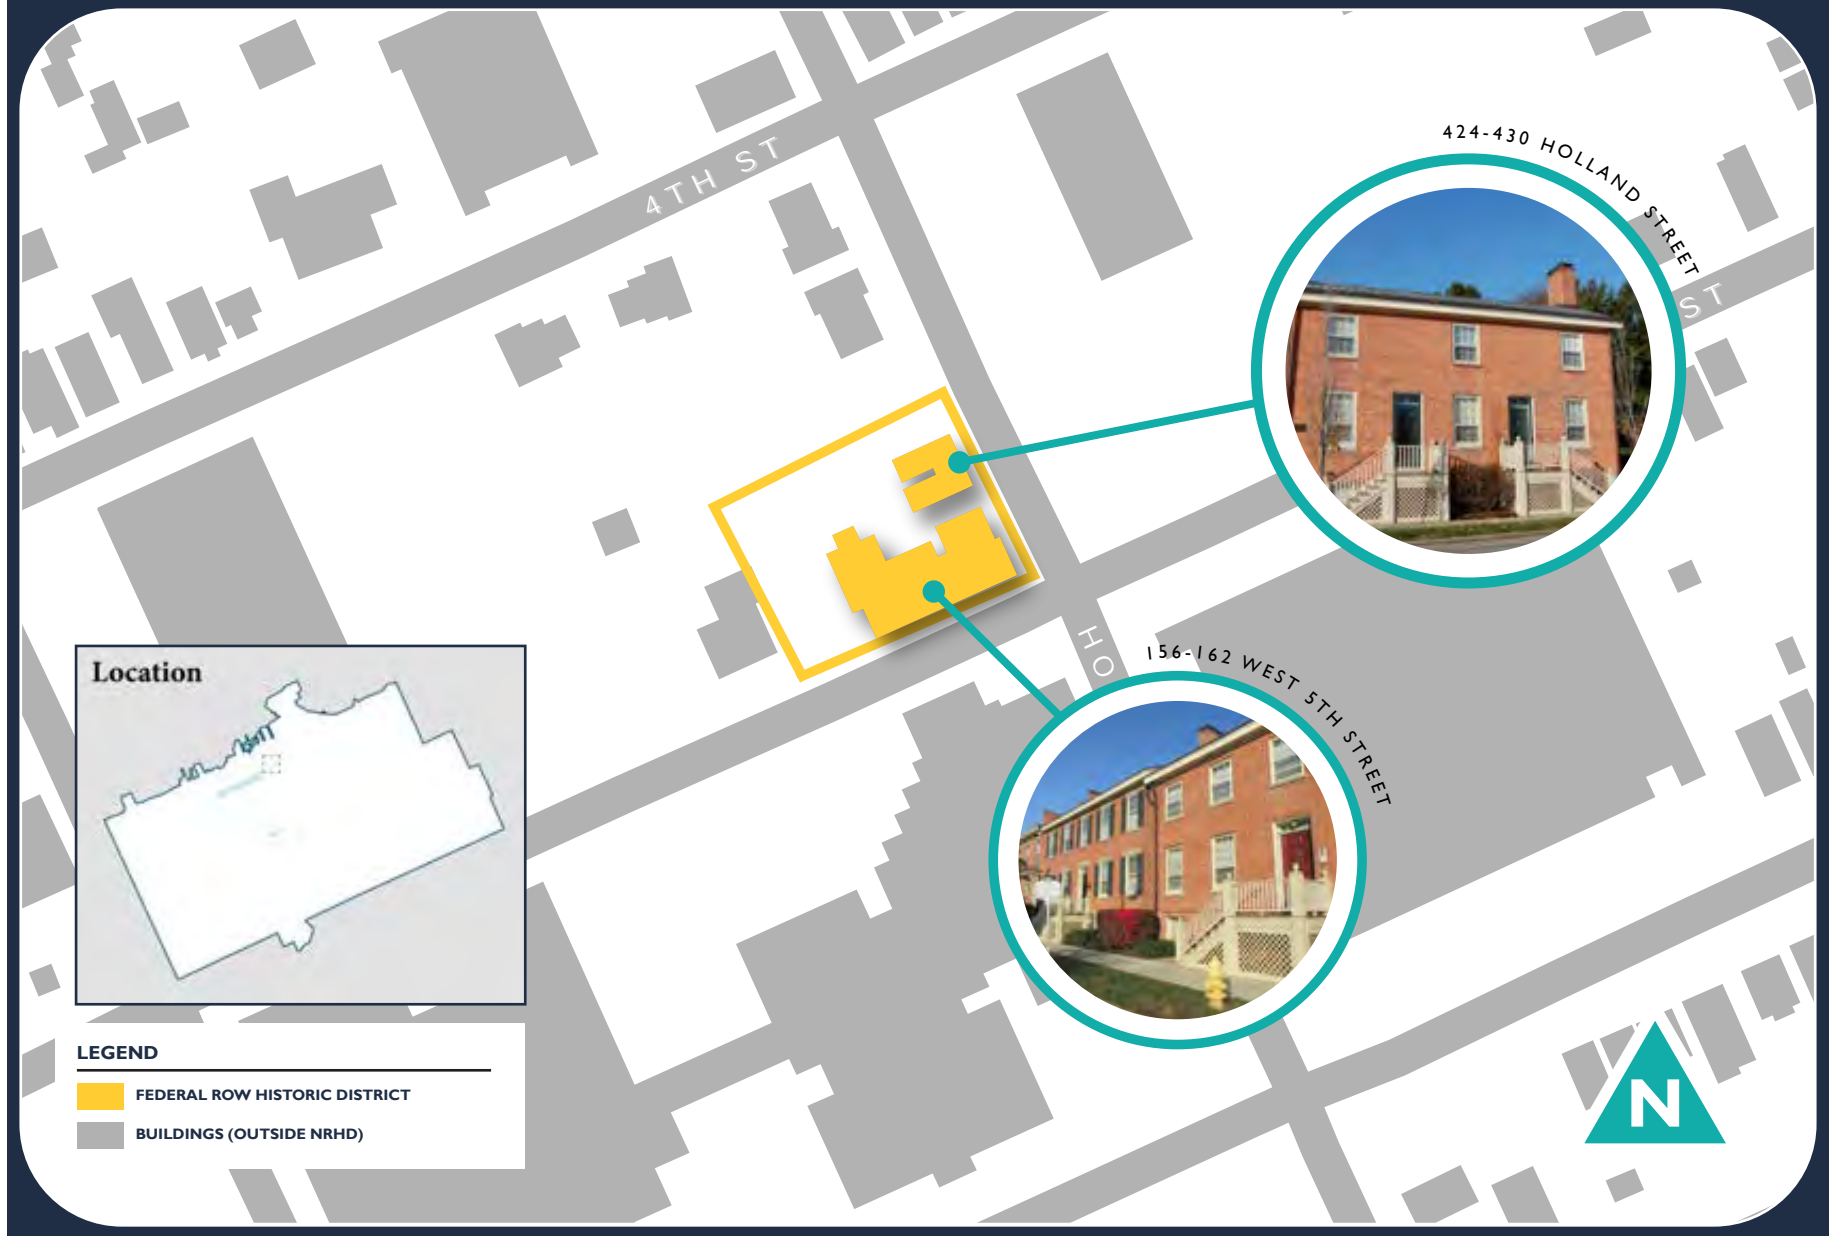 4TH ST
424-430 HOLLAND STREET
ST
HO
156-162 WEST 5TH STREET
Location
LEGEND
FEDERAL ROW HISTORIC DISTRICT
BUILDINGS (OUTSIDE NRHD)
N